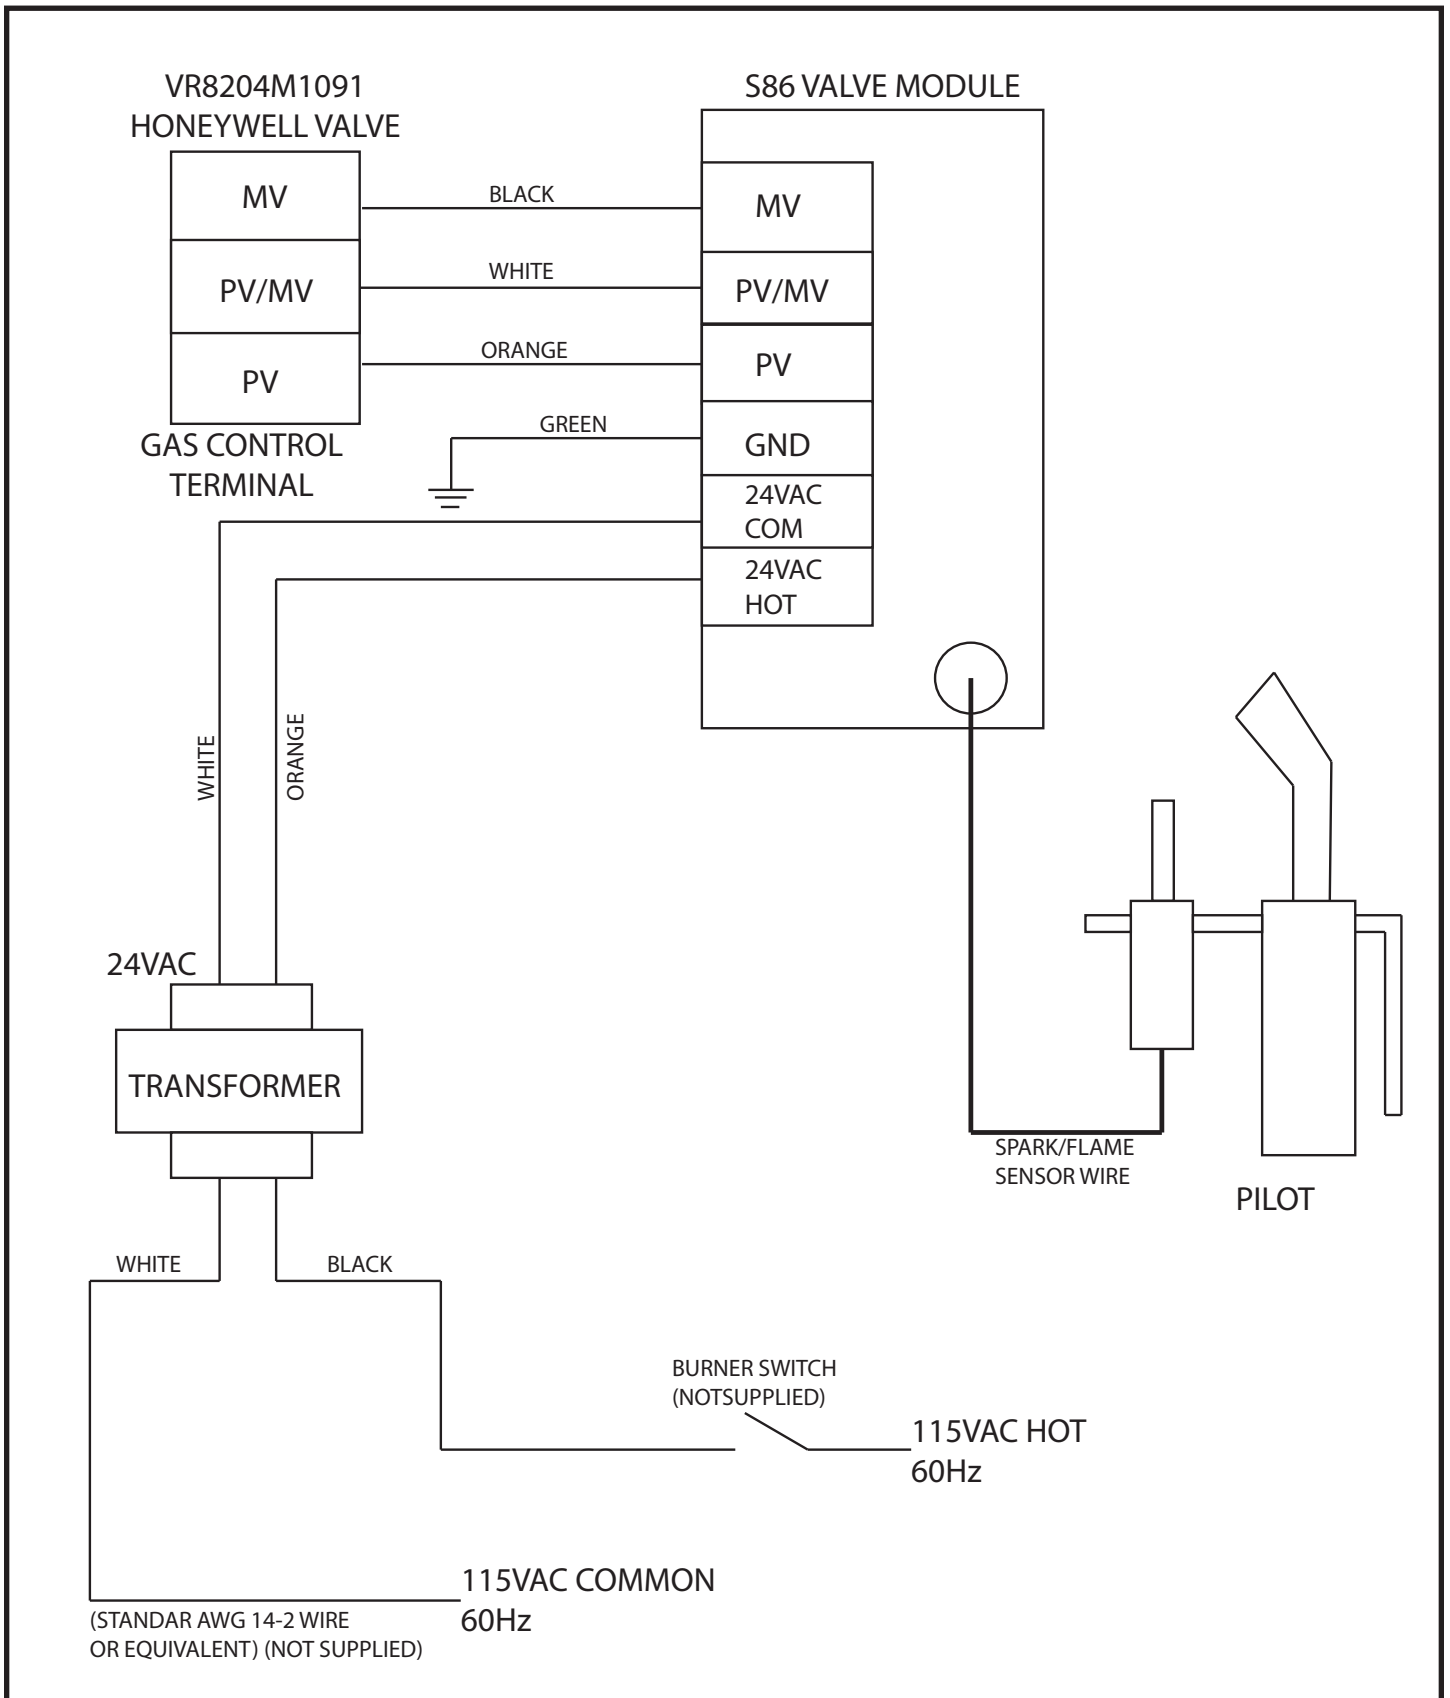 VR8204M1091
HONEYWELL VALVE
MV
PV/MV
PV
GAS CONTROL
TERMINAL
BLACK
WHITE
ORANGE
GREEN
S86 VALVE MODULE
MV
PV/MV
PV
GND
24VAC
COM
24VAC
HOT
WHITE
ORANGE
24VAC
TRANSFORMER
SPARK/FLAME
SENSOR WIRE
PILOT
WHITE
BLACK
BURNER SWITCH
(NOTSUPPLIED)
115VAC HOT
60Hz
115VAC COMMON
60Hz
(STANDAR AWG 14-2 WIRE
OR EQUIVALENT) (NOT SUPPLIED)